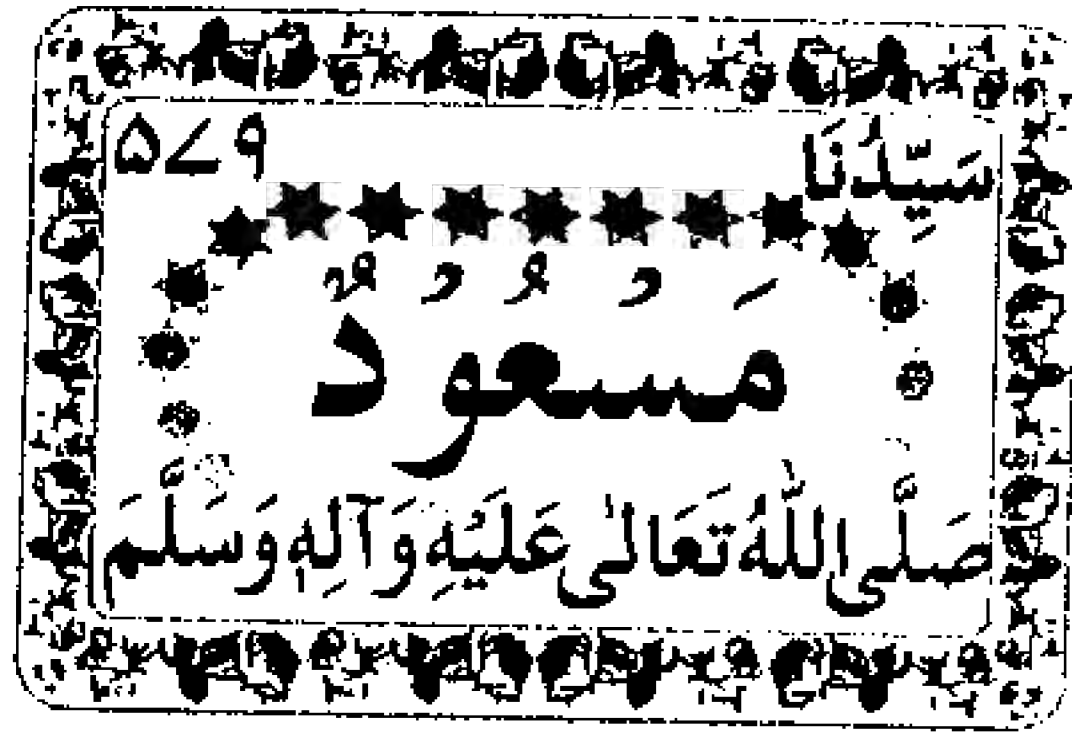 سَيِّدُنَا
۵۷۹
مَسْعُوْدٌ
صَلَّى اللّٰهُ تَعَالٰى عَلَيْهِ وَآلِهٖ وَسَلَّمَ